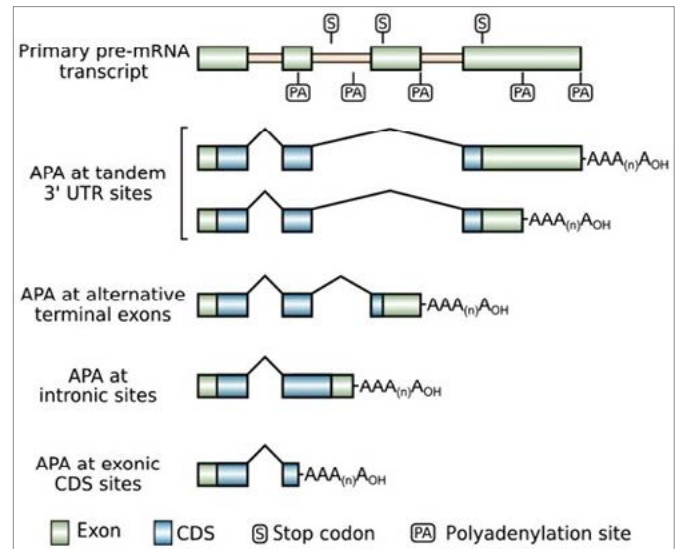 S S S
Primary pre-mRNA
transcript
PA PA PA PA PA
APA at tandem
3' UTR sites
AAA(n)AOH
AAA(n)AOH
APA at alternative
terminal exons
AAA(n)AOH
APA at
intronic sites
AAA(n)AOH
APA at exonic
CDS sites
AAA(n)AOH
Exon CDS S Stop codon PA Polyadenylation site